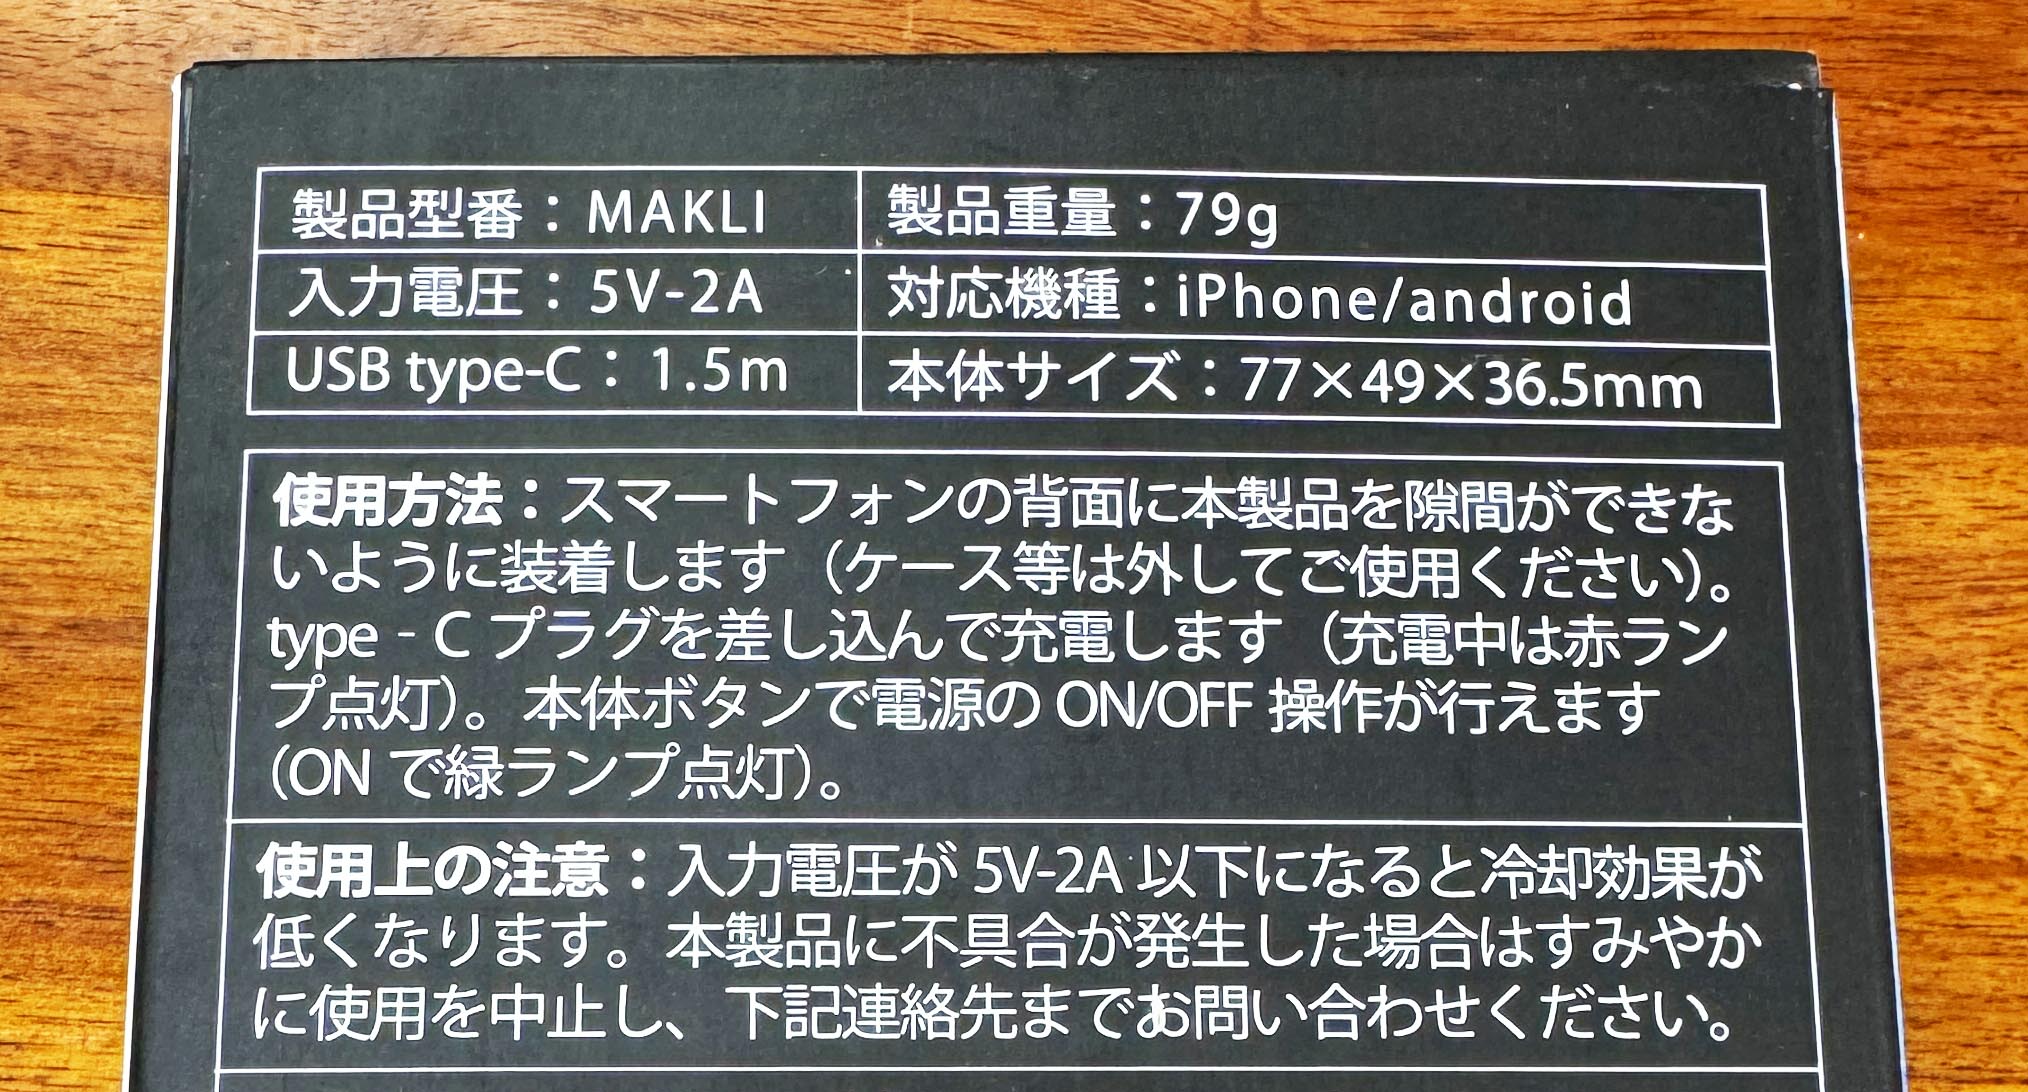 製品型番：MAKLI
製品重量：79g
入力電圧：5V-2A
対応機種：iPhone/android
USB type-C：1.5m
本体サイズ：77×49×36.5mm
使用方法：スマートフォンの背面に本製品を隙間ができな
いように装着します（ケース等は外してご使用ください）。
type - C プラグを差し込んで充電します（充電中は赤ラン
プ点灯）。本体ボタンで電源の ON/OFF 操作が行えます
（ON で緑ランプ点灯）。
使用上の注意：入力電圧が 5V-2A 以下になると冷却効果が
低くなります。本製品に不具合が発生した場合はすみやか
に使用を中止し、下記連絡先までお問い合わせください。